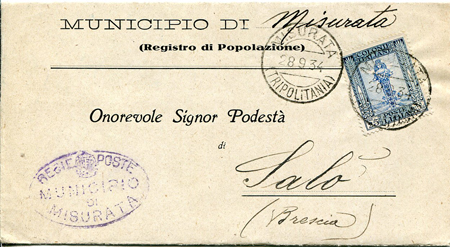 MUNICIPIO DI Misurata
(Registro di Popolazione)
MISURATA
28.9.34
(TRIPOLITANIA)
COLONIE
ITALIANE
Onorevole Signor Podestà
di
Salò
(Brescia)
REGIE POSTE
MUNICIPIO
DI
MISURATA